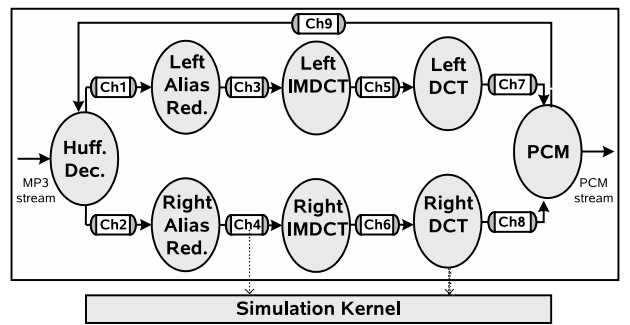 Ch9
Left
Alias
Red.
Left
IMDCT
Left
DCT
Ch1
Ch3
Ch5
Ch7
Huff.
Dec.
PCM
MP3
stream
PCM
stream
Right
Alias
Red.
Right
IMDCT
Right
DCT
Ch2
Ch4
Ch6
Ch8
Simulation Kernel